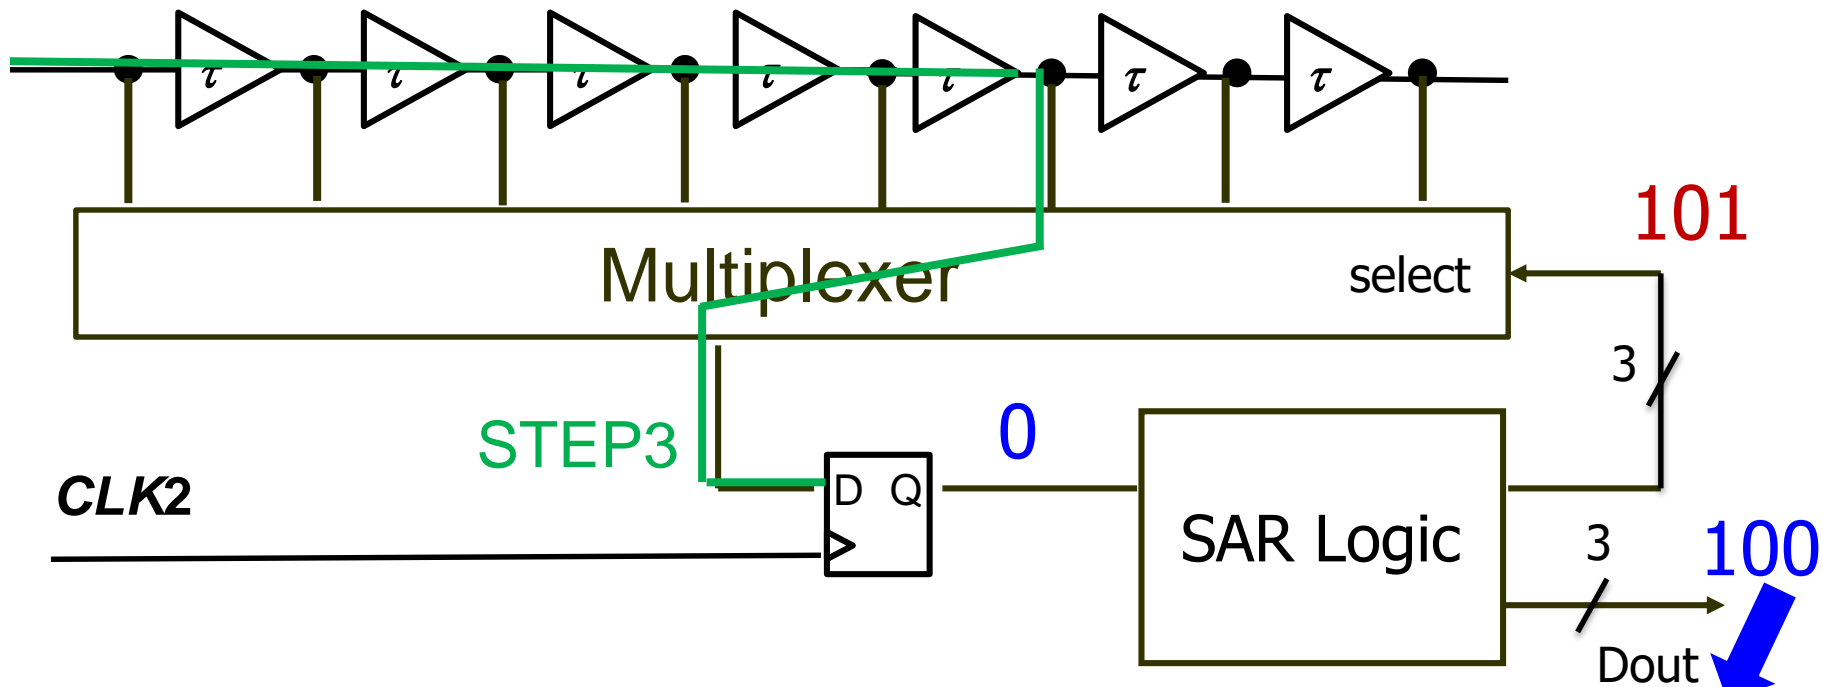 τ τ τ τ τ τ τ
101
Multiplexer
select
3
STEP3
0
CLK2
D Q
SAR Logic
3
100
Dout